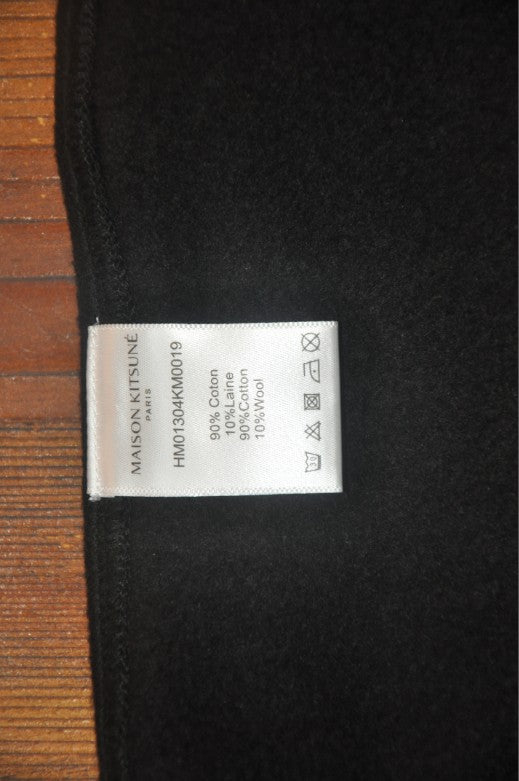 MAISON KITSUNÉ
PARIS
HM01304KM0019
90% Coton
10%Laine
90%Cotton
10%Wool